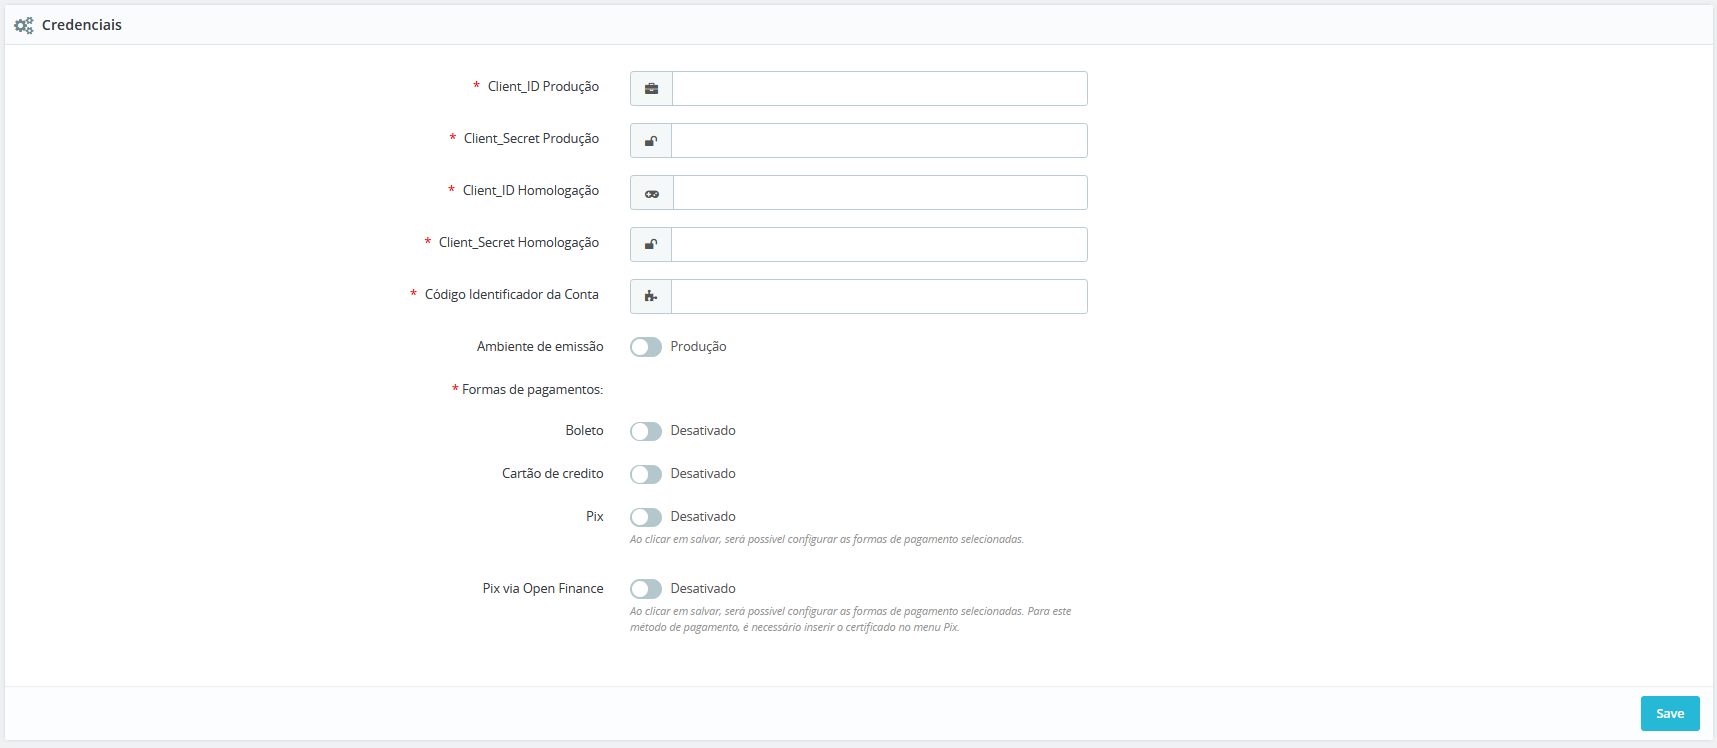 Credenciais
* Client_ID Produção
* Client_Secret Produção
* Client_ID Homologação
* Client_Secret Homologação
* Código Identificador da Conta
Ambiente de emissão Produção
* Formas de pagamentos:
Boleto Desativado
Cartão de credito Desativado
Pix Desativado
Ao clicar em salvar, será possível configurar as formas de pagamento selecionadas.
Pix via Open Finance Desativado
Ao clicar em salvar, será possível configurar as formas de pagamento selecionadas. Para este
método de pagamento, é necessário inserir o certificado no menu Pix.
Save